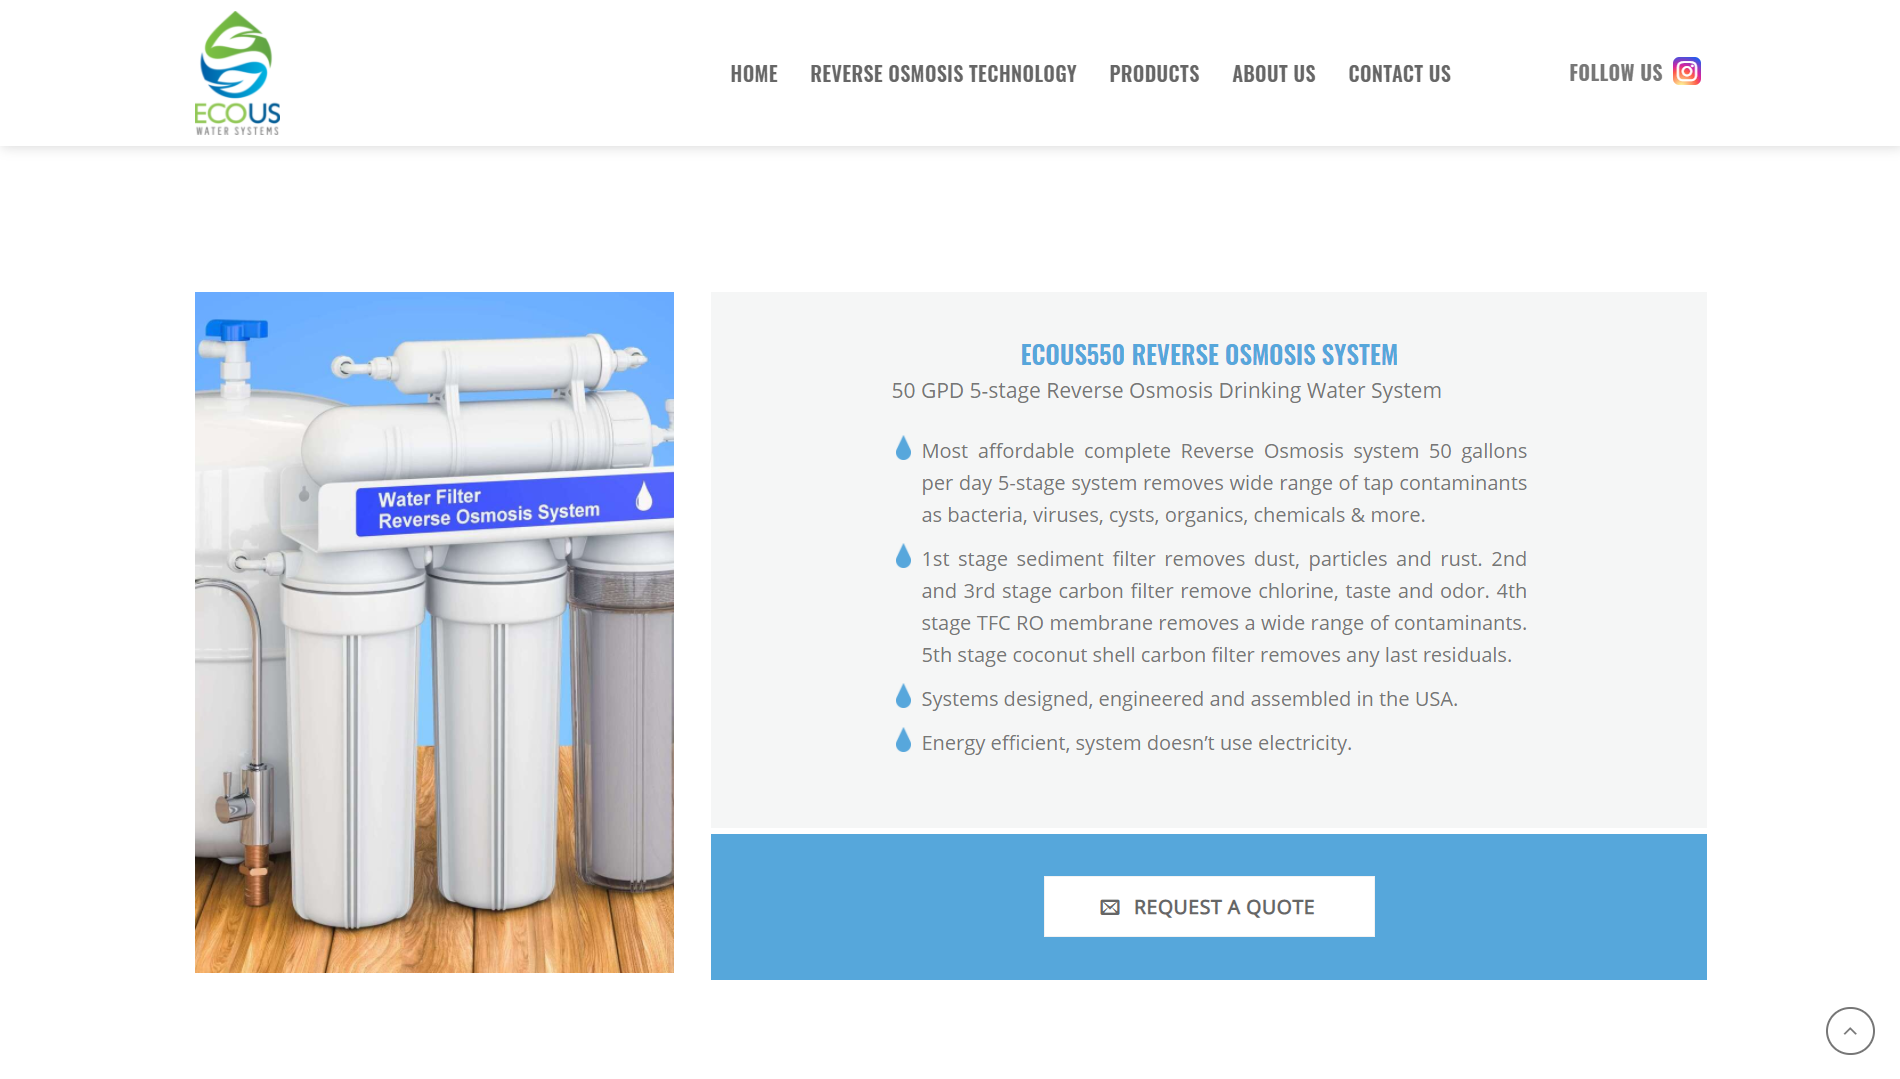 ECOUS
WATER SYSTEMS
HOME
REVERSE OSMOSIS TECHNOLOGY
PRODUCTS
ABOUT US
CONTACT US
FOLLOW US
Water Filter
Reverse Osmosis System
ECOUS550 REVERSE OSMOSIS SYSTEM
50 GPD 5-stage Reverse Osmosis Drinking Water System
Most affordable complete Reverse Osmosis system 50 gallons
per day 5-stage system removes wide range of tap contaminants
as bacteria, viruses, cysts, organics, chemicals & more.
1st stage sediment filter removes dust, particles and rust. 2nd
and 3rd stage carbon filter remove chlorine, taste and odor. 4th
stage TFC RO membrane removes a wide range of contaminants.
5th stage coconut shell carbon filter removes any last residuals.
Systems designed, engineered and assembled in the USA.
Energy efficient, system doesn’t use electricity.
REQUEST A QUOTE